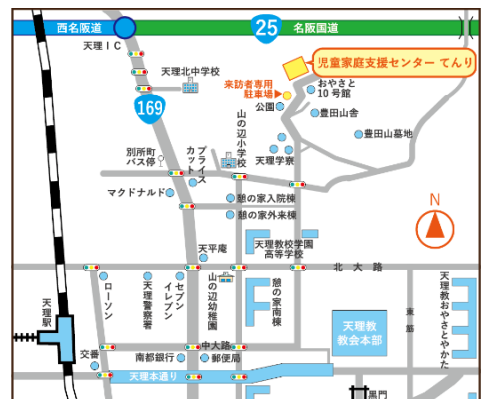 西名阪道
25
名阪国道
天理IC
天理北中学校
児童家庭支援センター てんり
来訪者専用
駐車場▶
おやさと
10号館
169
公園
豊田山舎
豊田山墓地
別所町
バス停
プライス
カット
山の辺小学校
天理学寮
マクドナルド
憩の家入院棟
憩の家外来棟
N
天平庵
天理教校学園
高等学校
北大路
天理駅
ローソン
天理警察署
セブン
イレブン
山の辺幼稚園
憩の家南棟
天理教
教会本部
東筋
天理教おやさとやかた
中大路
交番
南都銀行
郵便局
天理本通り
黒門